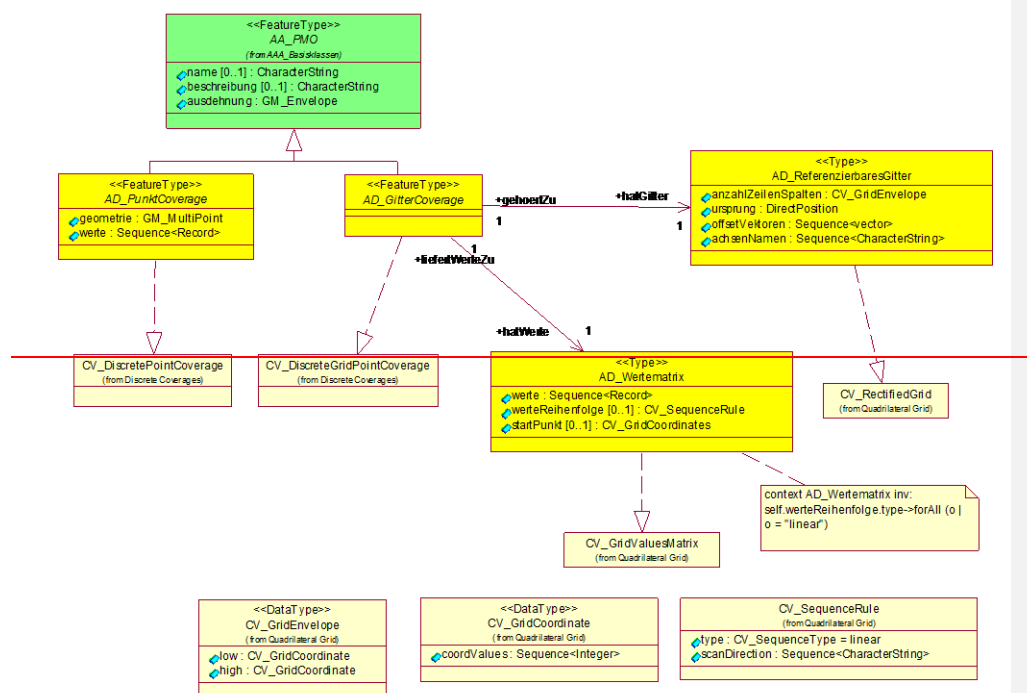 <<FeatureType>>
AA_PMO
(from AAA_Basisklassen)
name [0..1] : CharacterString
beschreibung [0..1] : CharacterString
ausdehnung : GM_Envelope
<<FeatureType>>
AD_PunktCoverage
geometrie : GM_MultiPoint
werte : Sequence<Record>
<<FeatureType>>
AD_GitterCoverage
+gehoertZu
1
+hatGitter
1
<<Type>>
AD_ReferenzierbaresGitter
anzahlZeilenSpalten : CV_GridEnvelope
ursprung : DirectPosition
offsetVektoren : Sequence<vector>
achsenNamen : Sequence<CharacterString>
1
+liefertWerteZu
+hatWerte
1
CV_DiscretePointCoverage
(from Discrete Coverages)
CV_DiscreteGridPointCoverage
(from Discrete Coverages)
<<Type>>
AD_Wertematrix
werte : Sequence<Record>
werteReihenfolge [0..1] : CV_SequenceRule
startPunkt [0..1] : CV_GridCoordinates
CV_RectifiedGrid
(from Quadrilateral Grid)
context AD_Wertematrix inv:
self.werteReihenfolge.type->forAll (o |
o = "linear")
CV_GridValuesMatrix
(from Quadrilateral Grid)
<<DataType>>
CV_GridEnvelope
(from Quadrilateral Grid)
low : CV_GridCoordinate
high : CV_GridCoordinate
<<DataType>>
CV_GridCoordinate
(from Quadrilateral Grid)
coordValues : Sequence<Integer>
CV_SequenceRule
(from Quadrilateral Grid)
type : CV_SequenceType = linear
scanDirection : Sequence<CharacterString>